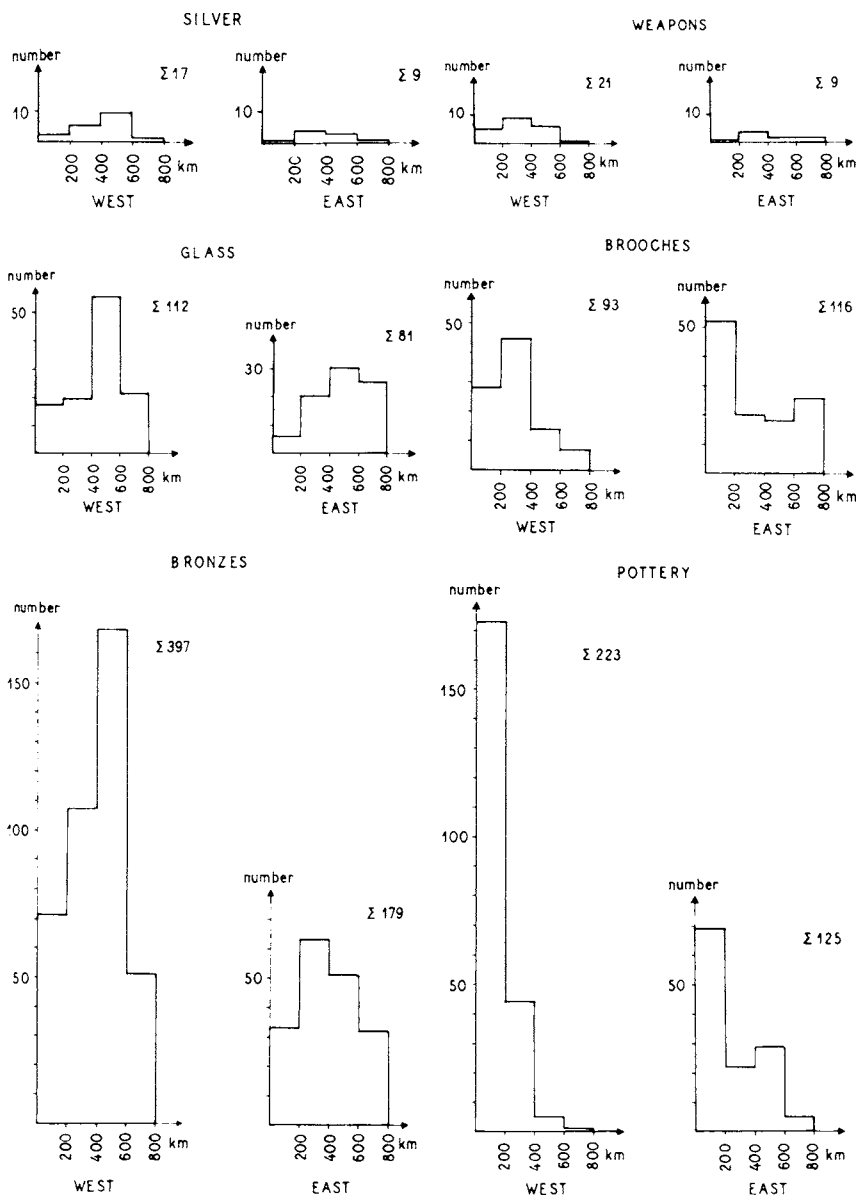 SILVER
number
Σ 17
10
200
400
600
800
km
WEST
number
Σ 9
10
200
400
600
800
km
EAST
WEAPONS
number
Σ 21
10
200
400
600
800
km
WEST
number
Σ 9
10
200
400
600
800
km
EAST
GLASS
number
Σ 112
50
200
400
600
800
km
WEST
number
Σ 81
30
200
400
600
800
km
EAST
BROOCHES
number
Σ 93
50
200
400
600
800
km
WEST
number
Σ 116
50
200
400
600
800
km
EAST
BRONZES
number
Σ 397
150
100
50
200
400
600
800
km
WEST
number
Σ 179
50
200
400
600
800
km
EAST
POTTERY
number
Σ 223
150
100
50
200
400
600
800
km
WEST
number
Σ 125
50
200
400
600
800
km
EAST